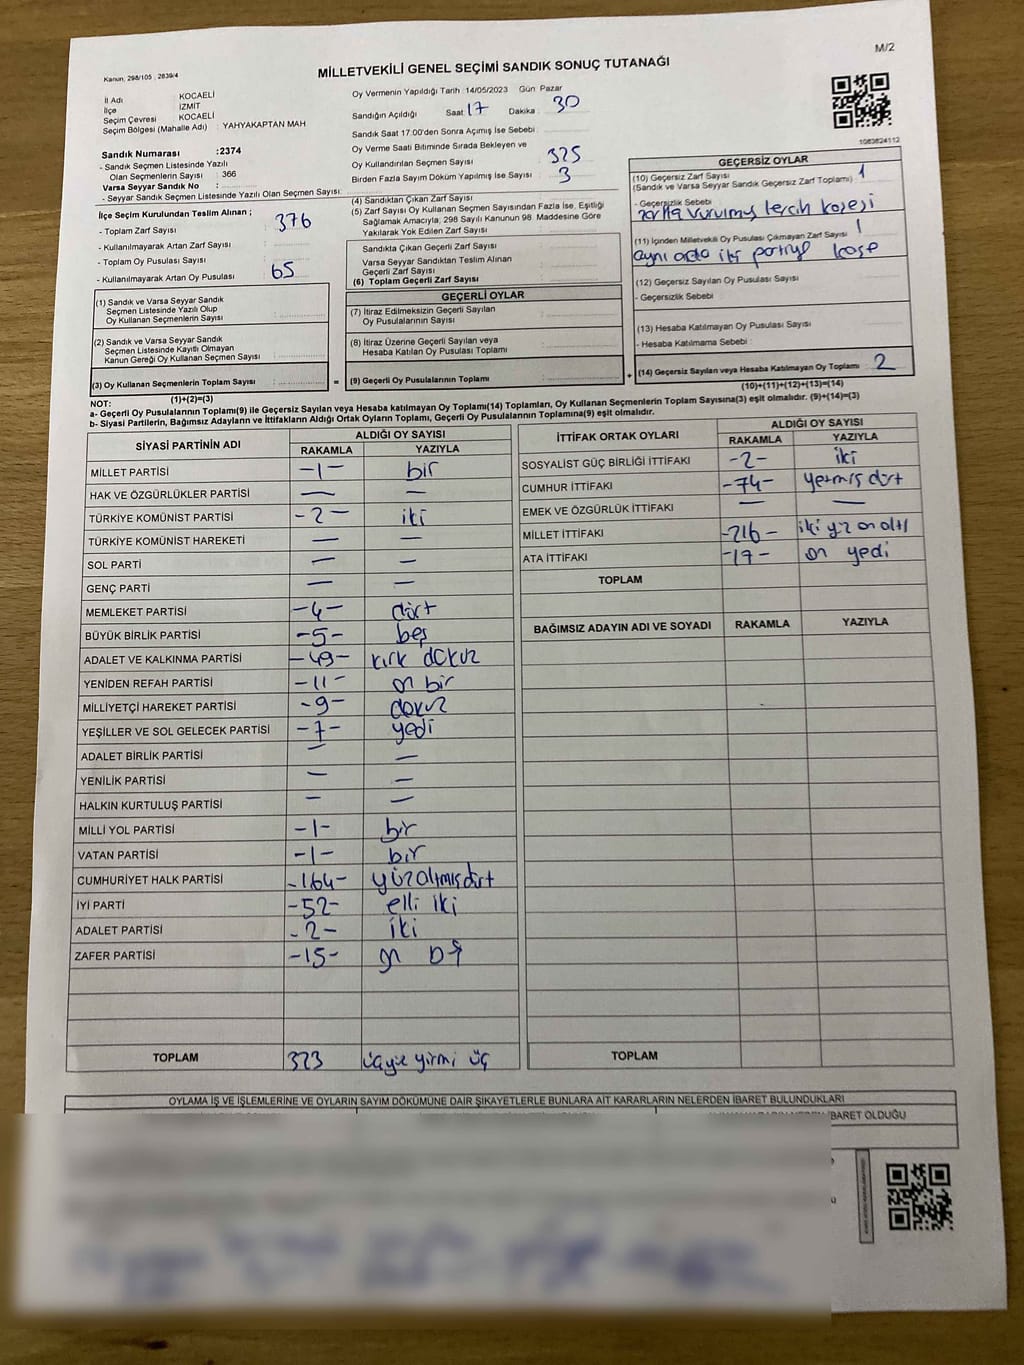 M/2
Kanun, 298/105 , 2839/4
MİLLETVEKİLİ GENEL SEÇİMİ SANDIK SONUÇ TUTANAĞI
İl Adı : KOCAELİ
İlçe : İZMİT
Seçim Çevresi : KOCAELİ
Seçim Bölgesi (Mahalle Adı) : YAHYAKAPTAN MAH
Sandık Numarası :2374
- Sandık Seçmen Listesinde Yazılı
Olan Seçmenlerin Sayısı : 366
Varsa Seyyar Sandık No :
- Seyyar Seçmen Listesinde Yazılı Olan Seçmen Sayısı:
İlçe Seçim Kurulundan Teslim Alınan ;
- Toplam Zarf Sayısı : 376
- Kullanılmayarak Artan Zarf Sayısı :
- Toplam Oy Pusulası Sayısı :
- Kullanılmayarak Artan Oy Pusulası : 65
(1) Sandık ve Varsa Seyyar Sandık
Seçmen Listesinde Yazılı Olup
Oy Kullanan Seçmenlerin Sayısı :
(2) Sandık ve Varsa Seyyar Sandık
Seçmen Listesinde Kayıtlı Olmayan
Kanun Gereği Oy Kullanan Seçmen Sayısı :
(3) Oy Kullanan Seçmenlerin Toplam Sayısı :
(1)+(2)=(3)
Oy Vermenin Yapıldığı Tarih : 14/05/2023 Gün Pazar
Sandığın Açıldığı Saat : 17 Dakika : 30
Sandık Saat 17:00'den Sonra Açımış İse Sebebi :
Oy Verme Saati Bitiminde Sırada Bekleyen ve
Oy Kullandırılan Seçmen Sayısı : 325
Birden Fazla Sayım Döküm Yapılmış İse Sayısı : 3
(4) Sandıktan Çıkan Zarf Sayısı :
(5) Zarf Sayısı Oy Kullanan Seçmen Sayısından Fazla İse, Eşitliği
Sağlamak Amacıyla, 298 Sayılı Kanunun 98. Maddesine Göre
Yakılarak Yok Edilen Zarf Sayısı :
Sandıkta Çıkan Geçerli Zarf Sayısı :
Varsa Seyyar Sandıktan Teslim Alınan
Geçerli Zarf Sayısı :
(6) Toplam Geçerli Zarf Sayısı :
GEÇERLİ OYLAR
(7) İtiraz Edilmeksizin Geçerli Sayılan
Oy Pusulalarının Sayısı :
(8) İtiraz Üzerine Geçerli Sayılan veya
Hesaba Katılan Oy Pusulası Toplamı :
= (9) Geçerli Oy Pusulalarının Toplamı : +
1083824112
GEÇERSİZ OYLAR
(10) Geçersiz Zarf Sayısı : 1
(Sandık ve Varsa Seyyar Sandık Geçersiz Zarf Toplamı)
- Geçersizlik Sebebi :
vurulmuş tercih kaşesi
(11) İçinden Milletvekili Oy Pusulası Çıkmayan Zarf Sayısı : 1
aynı anda iki kaşe
(12) Geçersiz Sayılan Oy Pusulası Sayısı :
- Geçersizlik Sebebi :
(13) Hesaba Katılmayan Oy Pusulası Sayısı :
- Hesaba Katılmama Sebebi :
(14) Geçersiz Sayılan veya Hesaba Katılmayan Oy Toplamı : 2
(10)+(11)+(12)+(13)=(14)
NOT:
a- Geçerli Oy Pusulalarının Toplamı(9) ile Geçersiz Sayılan veya Hesaba katılmayan Oy Toplamı(14) Toplamları, Oy Kullanan Seçmenlerin Toplam Sayısına(3) eşit olmalıdır. (9)+(14)=(3)
b- Siyasi Partilerin, Bağımsız Adayların ve İttifakların Aldığı Ortak Oyların Toplamı, Geçerli Oy Pusulalarının Toplamına(9) eşit olmalıdır.
SİYASİ PARTİNİN ADI ALDIĞI OY SAYISI
RAKAMLA YAZIYLA
MİLLET PARTİSİ -1- bir
HAK VE ÖZGÜRLÜKLER PARTİSİ — —
TÜRKİYE KOMÜNİST PARTİSİ -2- iki
TÜRKİYE KOMÜNİST HAREKETİ — —
SOL PARTİ — —
GENÇ PARTİ — —
MEMLEKET PARTİSİ -4- dört
BÜYÜK BİRLİK PARTİSİ -5- beş
ADALET VE KALKINMA PARTİSİ -49- kırk dokuz
YENİDEN REFAH PARTİSİ -11- on bir
MİLLİYETÇİ HAREKET PARTİSİ -9- dokuz
YEŞİLLER VE SOL GELECEK PARTİSİ -7- yedi
ADALET BİRLİK PARTİSİ — —
YENİLİK PARTİSİ — —
HALKIN KURTULUŞ PARTİSİ — —
MİLLİ YOL PARTİSİ -1- bir
VATAN PARTİSİ -1- bir
CUMHURİYET HALK PARTİSİ -164- yüzaltmışdört
İYİ PARTİ -52- elli iki
ADALET PARTİSİ -2- iki
ZAFER PARTİSİ -15- on beş
TOPLAM 323 üçyüz yirmi üç
İTTİFAK ORTAK OYLARI ALDIĞI OY SAYISI
RAKAMLA YAZIYLA
SOSYALİST GÜÇ BİRLİĞİ İTTİFAKI -2- iki
CUMHUR İTTİFAKI -74- yetmiş dört
EMEK VE ÖZGÜRLÜK İTTİFAKI — —
MİLLET İTTİFAKI -216- iki yüz on altı
ATA İTTİFAKI -17- on yedi
TOPLAM
BAĞIMSIZ ADAYIN ADI VE SOYADI RAKAMLA YAZIYLA
TOPLAM
OYLAMA İŞ VE İŞLEMLERİNE VE OYLARIN SAYIM DÖKÜMÜNE DAİR ŞİKAYETLERLE BUNLARA AİT KARARLARIN NELERDEN İBARET BULUNDUKLARI
İBARET OLDUĞU